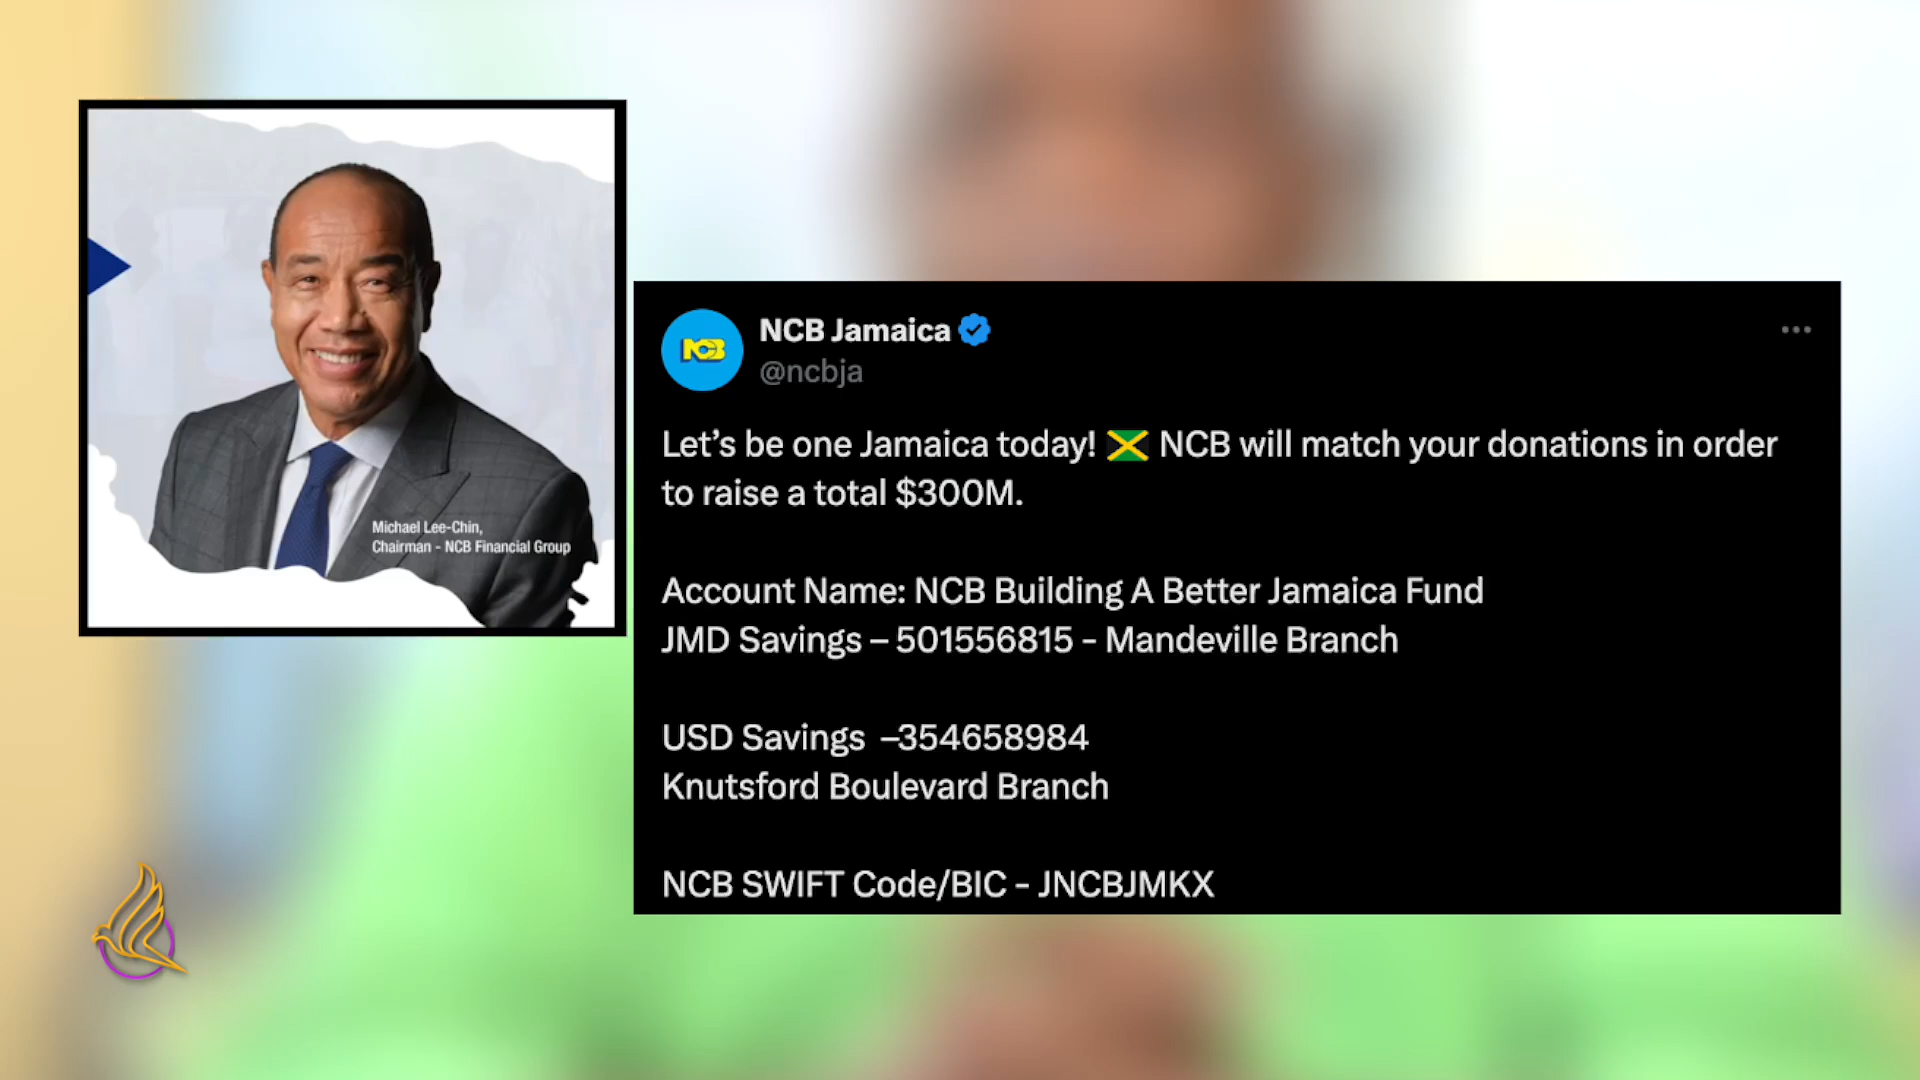 Michael Lee-Chin,
Chairman - NCB Financial Group
NCB
NCB Jamaica
@ncbja
Let’s be one Jamaica today! 🇯🇲 NCB will match your donations in order
to raise a total $300M.
Account Name: NCB Building A Better Jamaica Fund
JMD Savings – 501556815 - Mandeville Branch
USD Savings –354658984
Knutsford Boulevard Branch
NCB SWIFT Code/BIC - JNCBJMKX